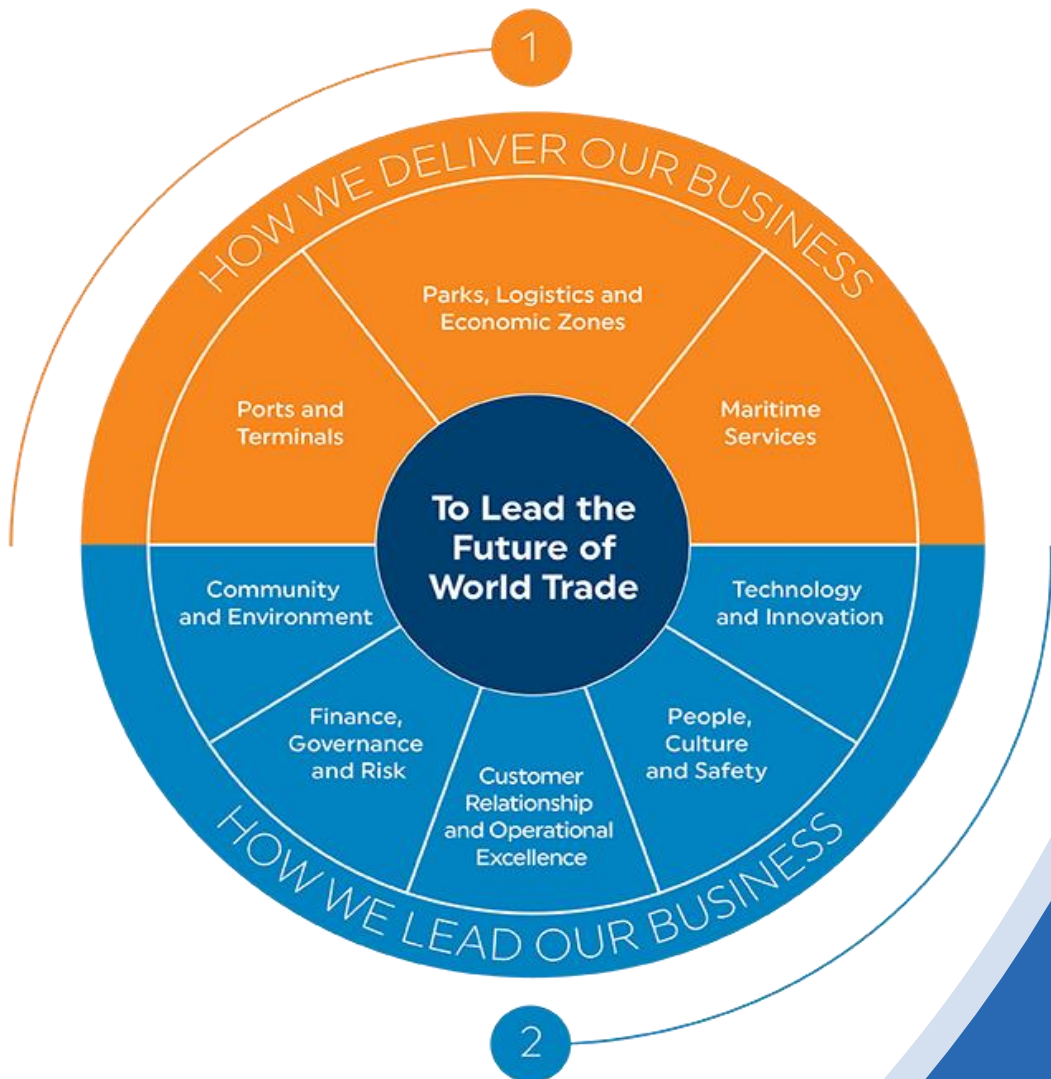 1
HOW WE DELIVER OUR BUSINESS
Parks, Logistics and
Economic Zones
Ports and
Terminals
Maritime
Services
To Lead the
Future of
World Trade
Community
and Environment
Technology
and Innovation
Finance,
Governance
and Risk
People,
Culture
and Safety
Customer
Relationship
and Operational
Excellence
HOW WE LEAD OUR BUSINESS
2